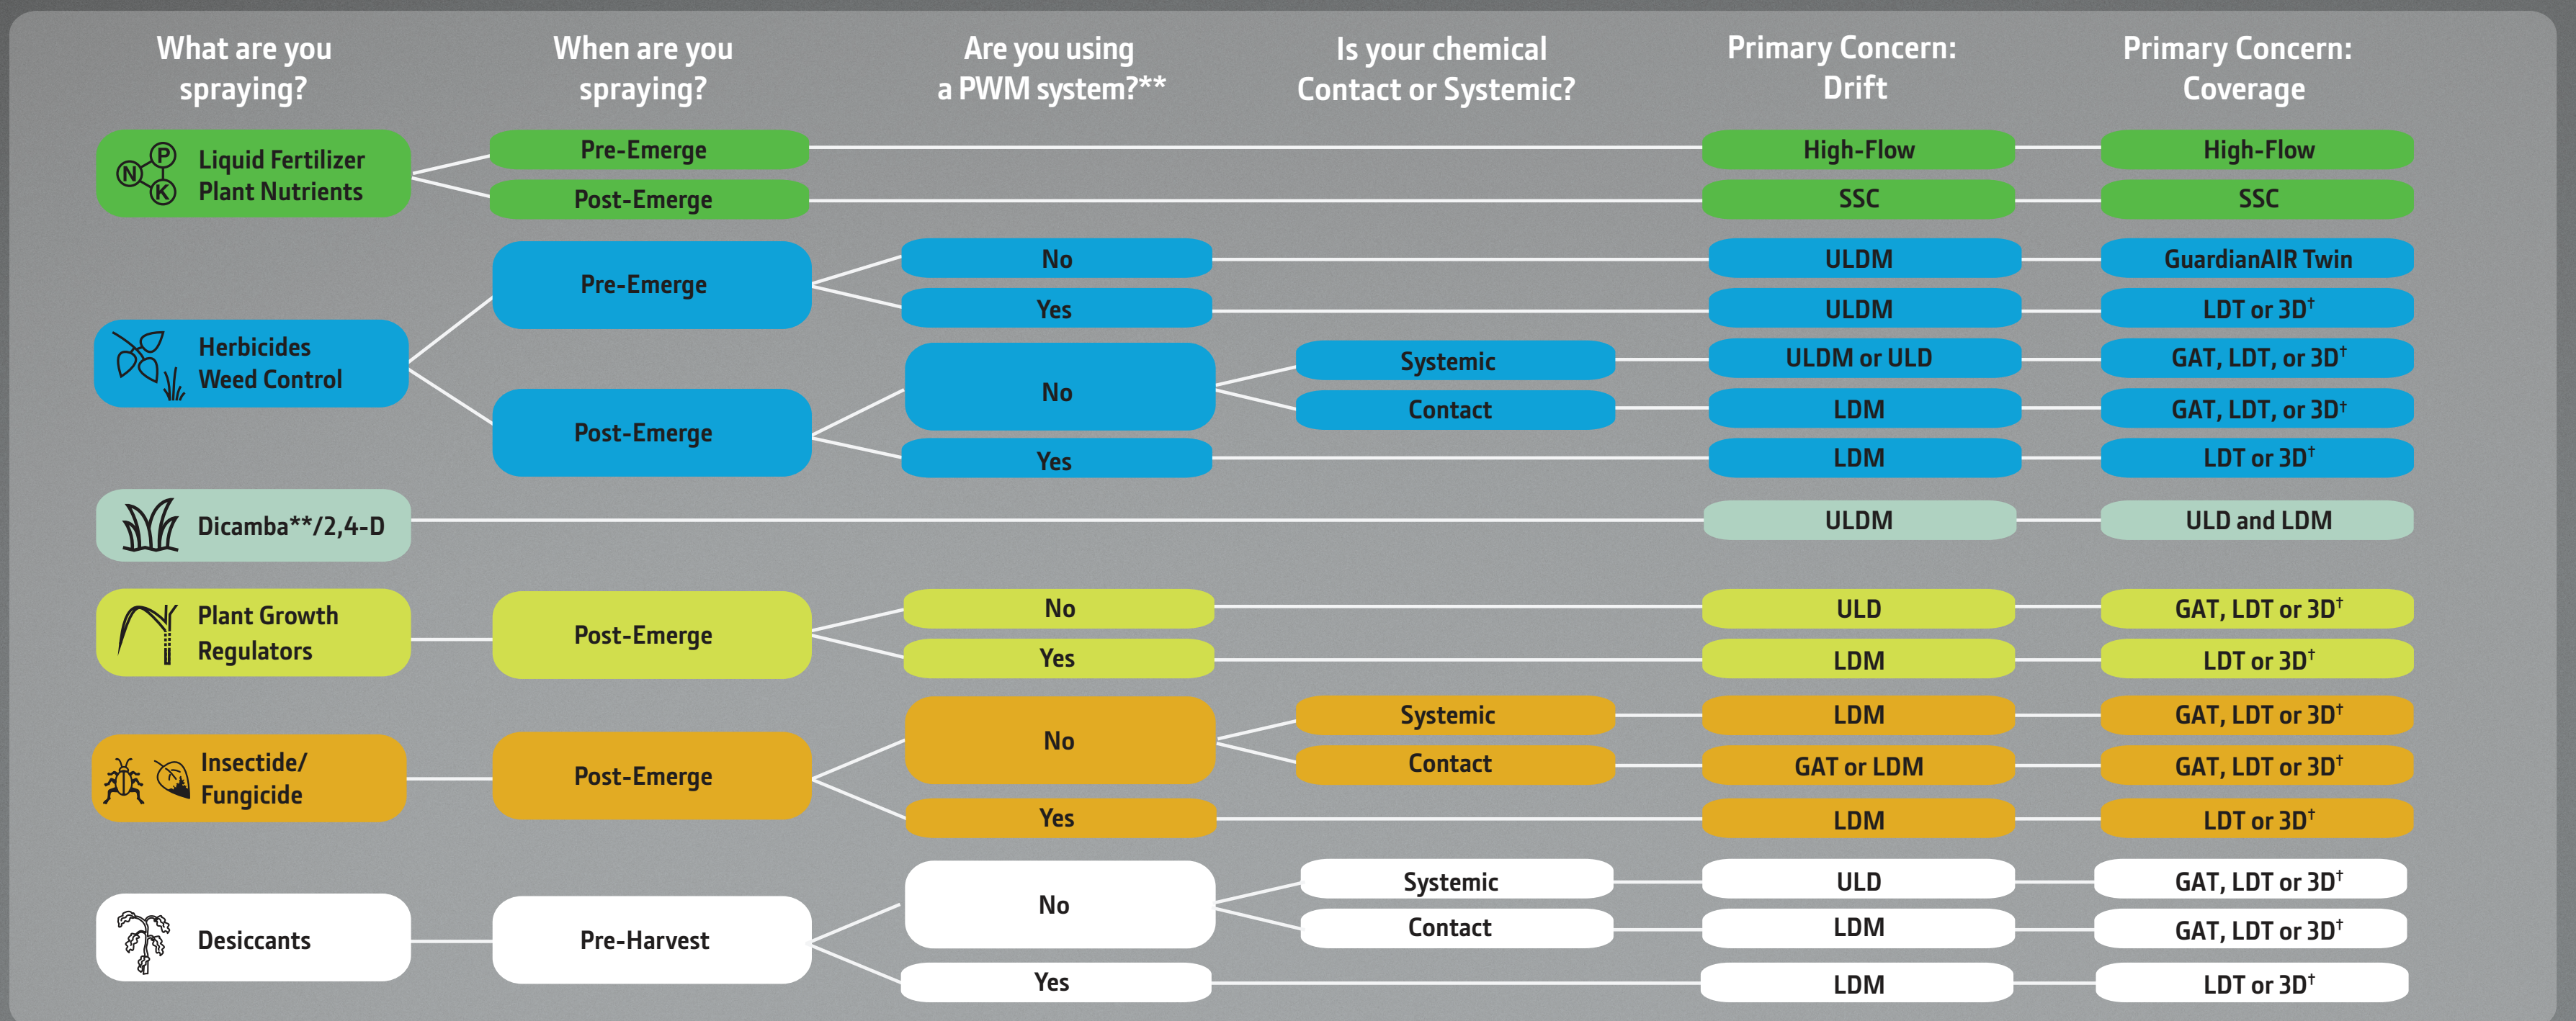 What are you
spraying?
When are you
spraying?
Are you using
a PWM system?**
Is your chemical
Contact or Systemic?
Primary Concern:
Drift
Primary Concern:
Coverage
N P K
Liquid Fertilizer
Plant Nutrients
Pre-Emerge
High-Flow
High-Flow
Post-Emerge
SSC
SSC
Herbicides
Weed Control
Pre-Emerge
No
ULDM
GuardianAIR Twin
Yes
ULDM
LDT or 3D†
Post-Emerge
No
Systemic
ULDM or ULD
GAT, LDT, or 3D†
Contact
LDM
GAT, LDT, or 3D†
Yes
LDM
LDT or 3D†
Dicamba**/2,4-D
ULDM
ULD and LDM
Plant Growth
Regulators
Post-Emerge
No
ULD
GAT, LDT or 3D†
Yes
LDM
LDT or 3D†
Insectide/
Fungicide
Post-Emerge
No
Systemic
LDM
GAT, LDT or 3D†
Contact
GAT or LDM
GAT, LDT or 3D†
Yes
LDM
LDT or 3D†
Desiccants
Pre-Harvest
No
Systemic
ULD
GAT, LDT or 3D†
Contact
LDM
GAT, LDT or 3D†
Yes
LDM
LDT or 3D†